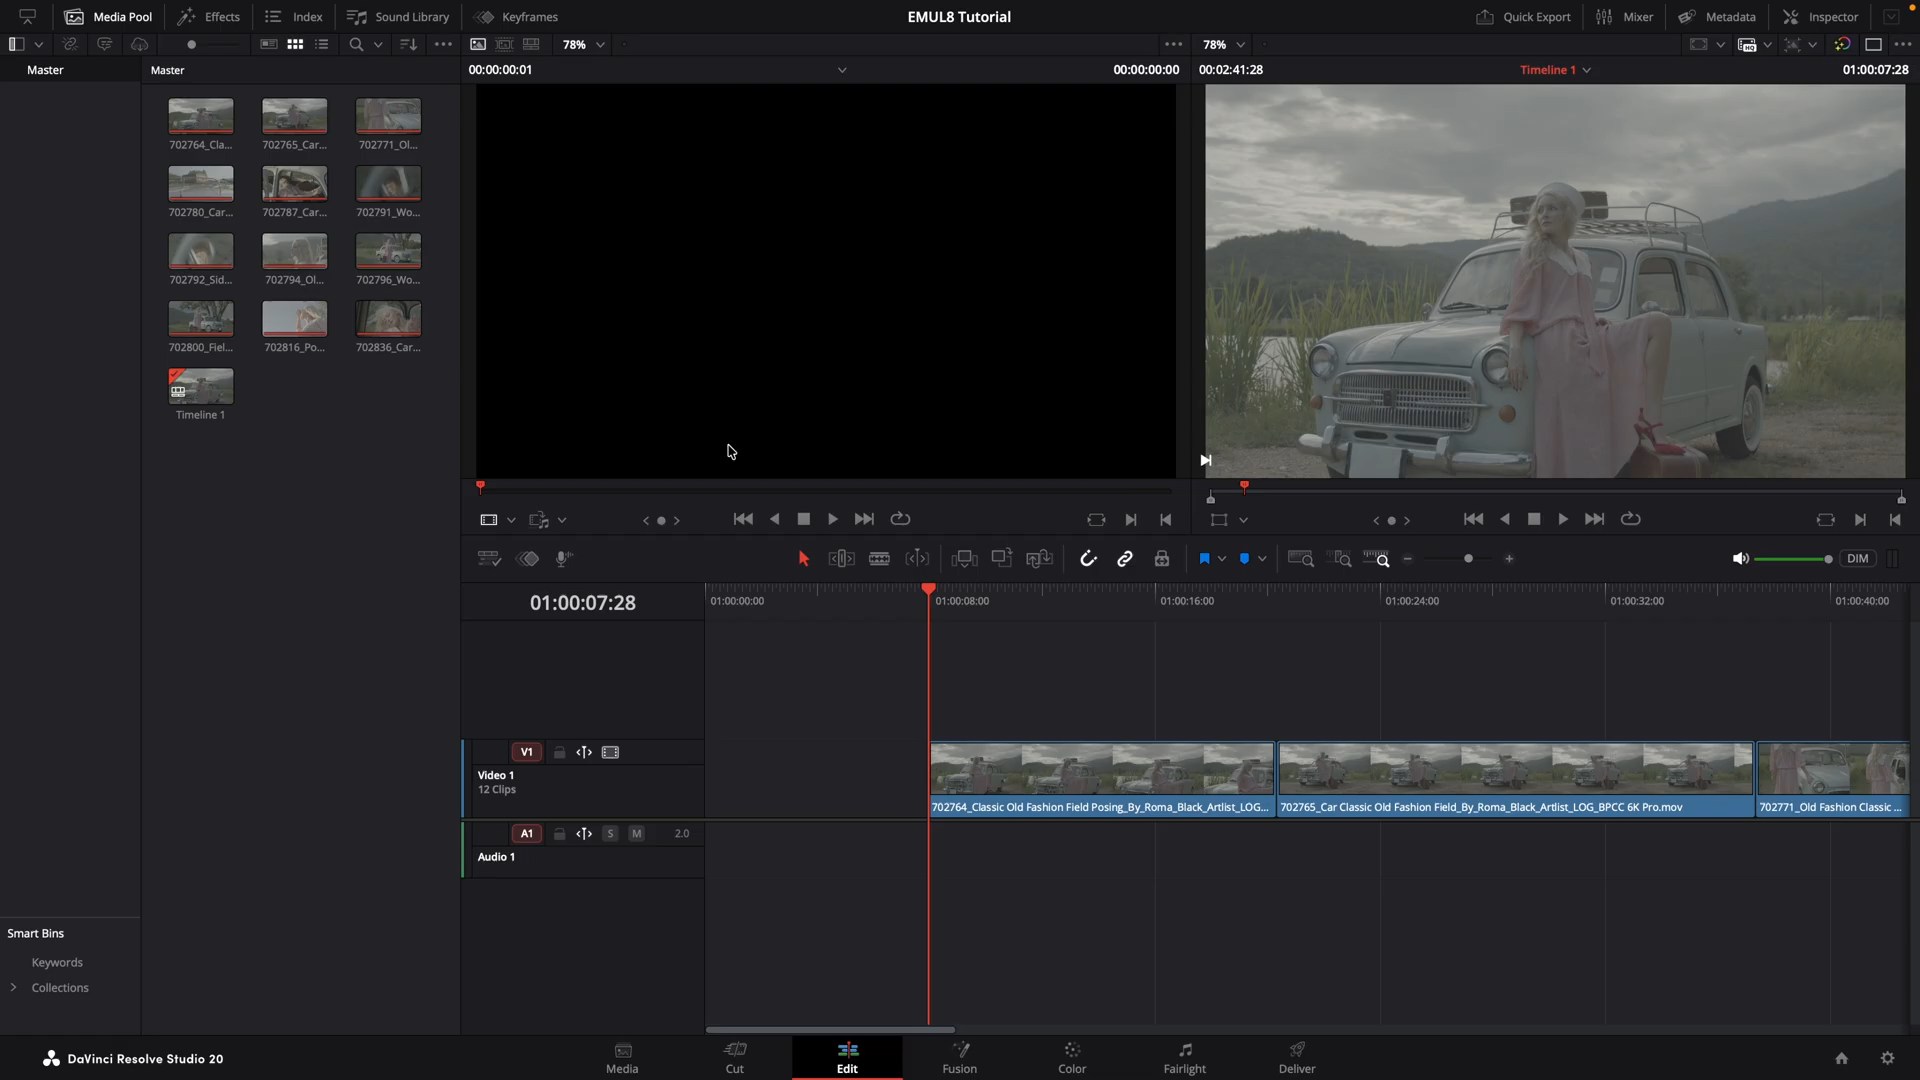 Media Pool
Effects
Index
Sound Library
Keyframes
EMUL8 Tutorial
Quick Export
Mixer
Metadata
Inspector
78%
78%
Master
Master
00:00:00:01
00:00:00:00
00:02:41:28
Timeline 1
01:00:07:28
702764_Cla...
702765_Car...
702771_Ol...
702780_Car...
702787_Car...
702791_Wo...
702792_Sid...
702794_Ol...
702796_Wo...
702800_Fiel...
702816_Po...
702836_Car...
Timeline 1
DIM
01:00:07:28
01:00:00:00
01:00:08:00
01:00:16:00
01:00:24:00
01:00:32:00
01:00:40:00
V1
Video 1
12 Clips
702764_Classic Old Fashion Field Posing_By_Roma_Black_Artlist_LOG...
702765_Car Classic Old Fashion Field_By_Roma_Black_Artlist_LOG_BPCC 6K Pro.mov
702771_Old Fashion Classic ...
A1
S
M
2.0
Audio 1
Smart Bins
Keywords
Collections
DaVinci Resolve Studio 20
Media
Cut
Edit
Fusion
Color
Fairlight
Deliver